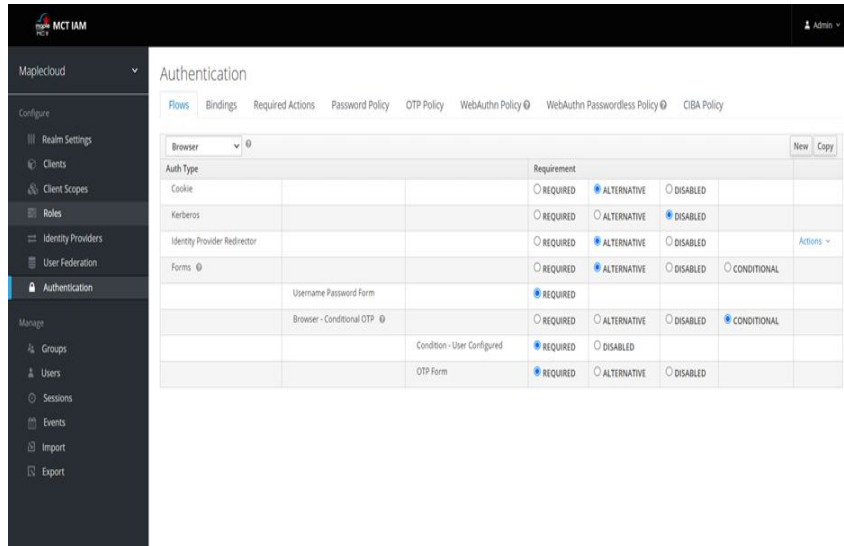 MCT IAM
Admin
Maplecloud
Authentication
Flows Bindings Required Actions Password Policy OTP Policy WebAuthn Policy WebAuthn Passwordless Policy CIBA Policy
Configure
Realm Settings
Clients
Client Scopes
Roles
Identity Providers
User Federation
Authentication
Manage
Groups
Users
Sessions
Events
Import
Export
Browser New Copy
Auth Type Requirement
Cookie REQUIRED ALTERNATIVE DISABLED
Kerberos REQUIRED ALTERNATIVE DISABLED
Identity Provider Redirector REQUIRED ALTERNATIVE DISABLED Actions
Forms REQUIRED ALTERNATIVE DISABLED CONDITIONAL
Username Password Form REQUIRED
Browser - Conditional OTP REQUIRED ALTERNATIVE DISABLED CONDITIONAL
Condition - User Configured REQUIRED DISABLED
OTP Form REQUIRED ALTERNATIVE DISABLED